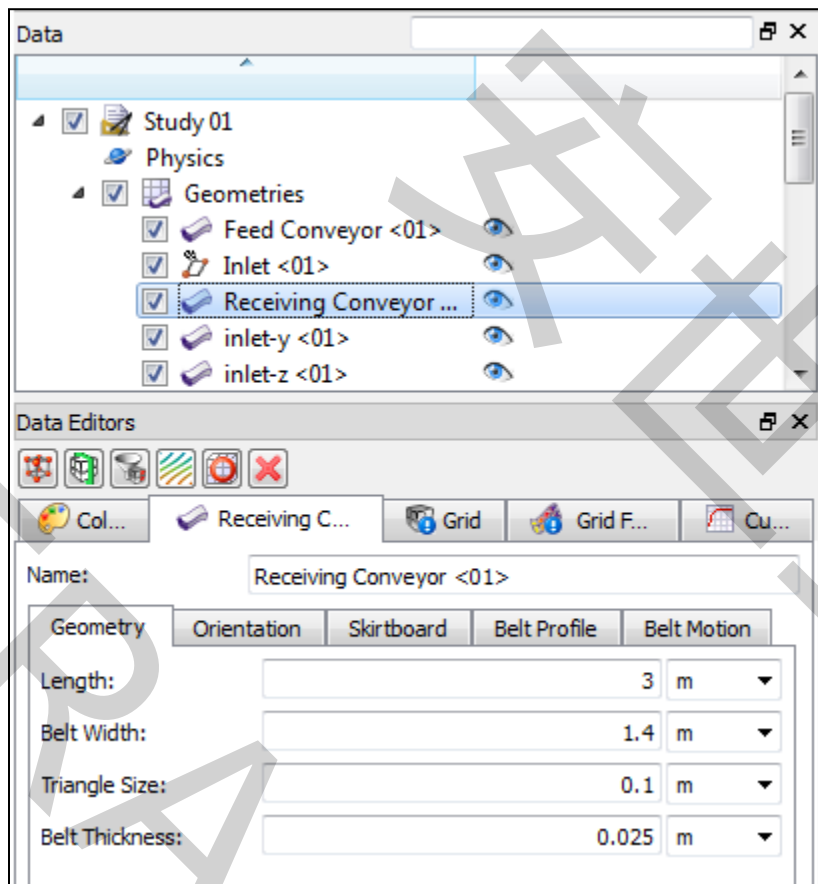 Data
Study 01
Physics
Geometries
Feed Conveyor <01>
Inlet <01>
Receiving Conveyor ...
inlet-y <01>
inlet-z <01>
Data Editors
Col... Receiving C... Grid Grid F... Cu...
Name: Receiving Conveyor <01>
Geometry Orientation Skirtboard Belt Profile Belt Motion
Length: 3 m
Belt Width: 1.4 m
Triangle Size: 0.1 m
Belt Thickness: 0.025 m